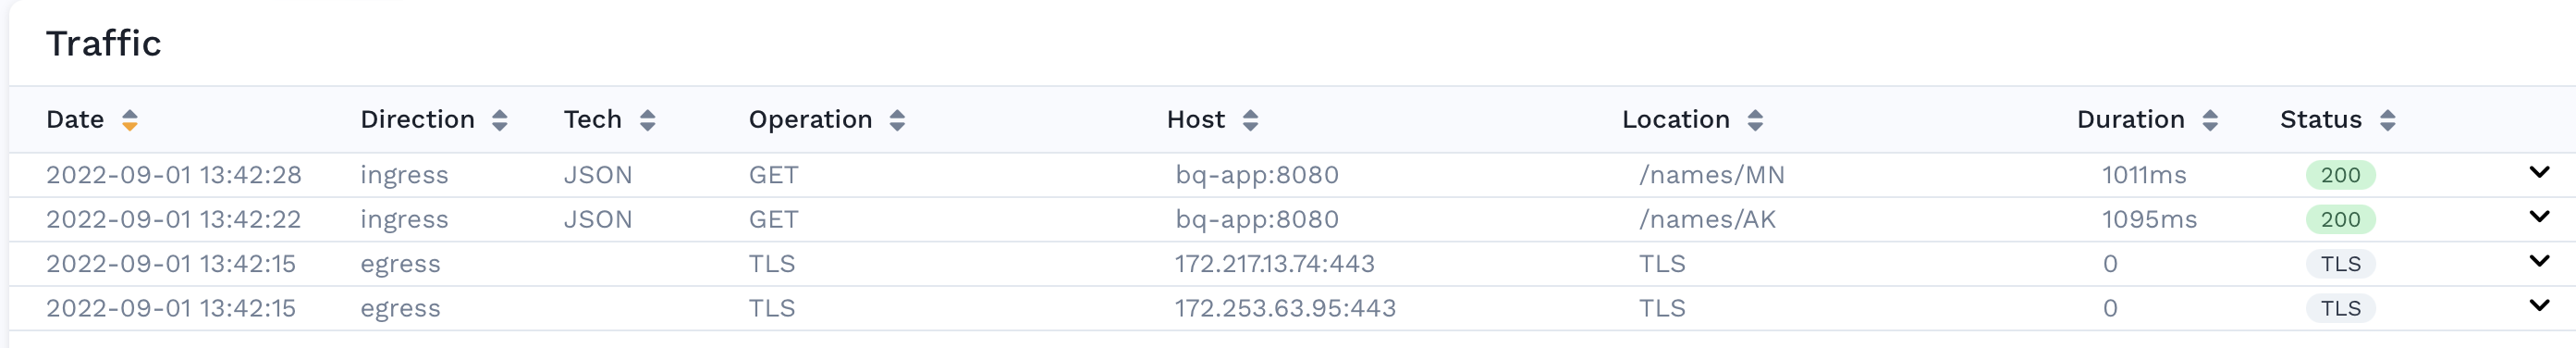 Traffic
Date Direction Tech Operation Host Location Duration Status
2022-09-01 13:42:28 ingress JSON GET bq-app:8080 /names/MN 1011ms 200
2022-09-01 13:42:22 ingress JSON GET bq-app:8080 /names/AK 1095ms 200
2022-09-01 13:42:15 egress TLS 172.217.13.74:443 TLS 0 TLS
2022-09-01 13:42:15 egress TLS 172.253.63.95:443 TLS 0 TLS